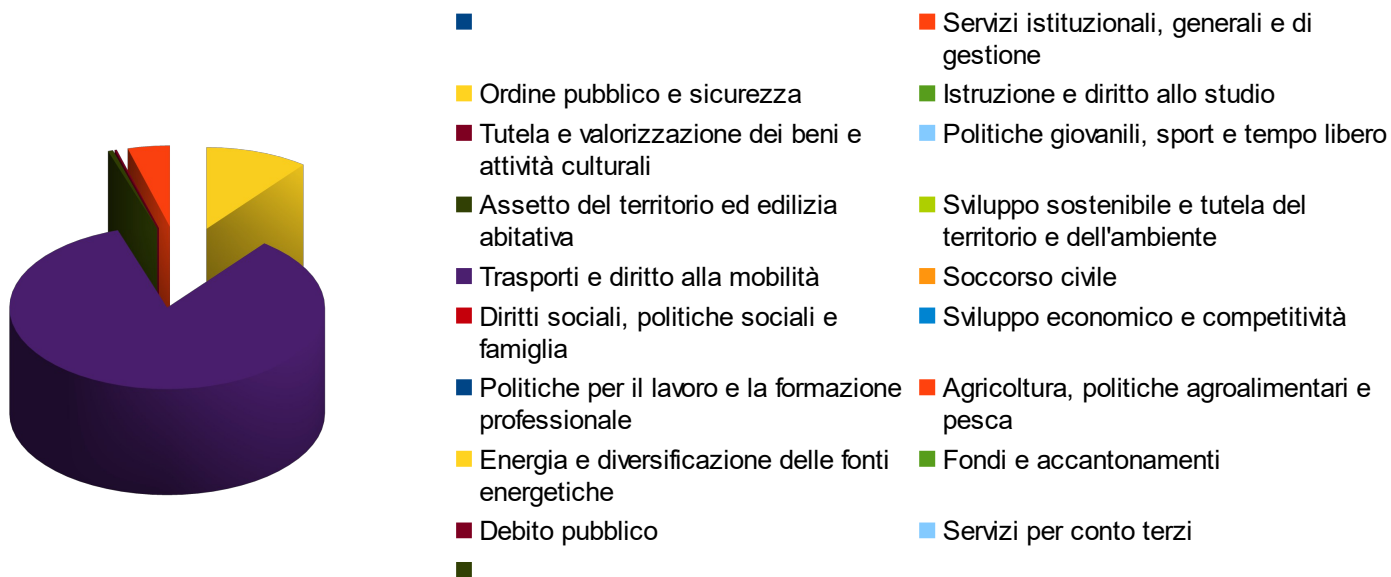 Servizi istituzionali, generali e di
gestione
Ordine pubblico e sicurezza
Istruzione e diritto allo studio
Tutela e valorizzazione dei beni e
attività culturali
Politiche giovanili, sport e tempo libero
Assetto del territorio ed edilizia
abitativa
Sviluppo sostenibile e tutela del
territorio e dell'ambiente
Trasporti e diritto alla mobilità
Soccorso civile
Diritti sociali, politiche sociali e
famiglia
Sviluppo economico e competitività
Politiche per il lavoro e la formazione
professionale
Agricoltura, politiche agroalimentari e
pesca
Energia e diversificazione delle fonti
energetiche
Fondi e accantonamenti
Debito pubblico
Servizi per conto terzi